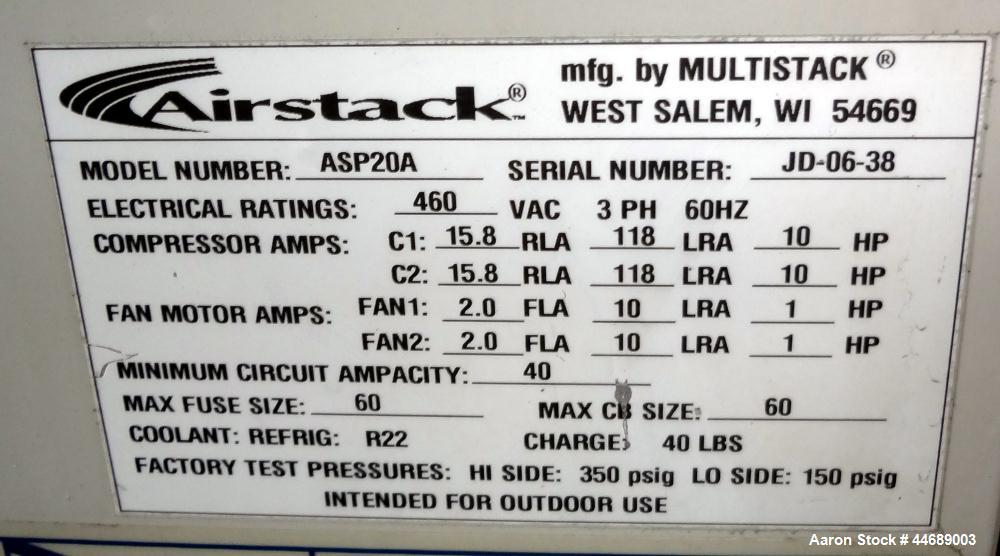 Airstack®™
mfg. by MULTISTACK®
WEST SALEM, WI 54669
MODEL NUMBER: ASP20A SERIAL NUMBER: JD-06-38
ELECTRICAL RATINGS: 460 VAC 3 PH 60HZ
COMPRESSOR AMPS: C1: 15.8 RLA 118 LRA 10 HP
C2: 15.8 RLA 118 LRA 10 HP
FAN MOTOR AMPS: FAN1: 2.0 FLA 10 LRA 1 HP
FAN2: 2.0 FLA 10 LRA 1 HP
MINIMUM CIRCUIT AMPACITY: 40
MAX FUSE SIZE: 60 MAX CB SIZE: 60
COOLANT: REFRIG: R22 CHARGE: 40 LBS
FACTORY TEST PRESSURES: HI SIDE: 350 psig LO SIDE: 150 psig
INTENDED FOR OUTDOOR USE
Aaron Stock # 44689003